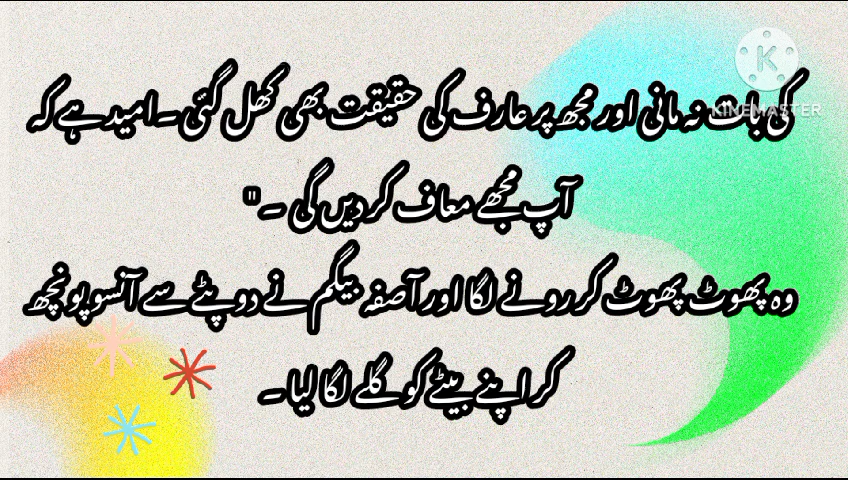 KINEMASTER
کی بات نہ مانی اور مجھ پر عارف کی حقیقت بھی کھل گئی ۔ امید ہے کہ
آپ مجھے معاف کردیں گی ۔"
وہ پھوٹ پھوٹ کر رونے لگا اور آصفہ بیگم نے دوپٹے سے آنسو پونچھ
کر اپنے بیٹے کو گلے لگا لیا ۔